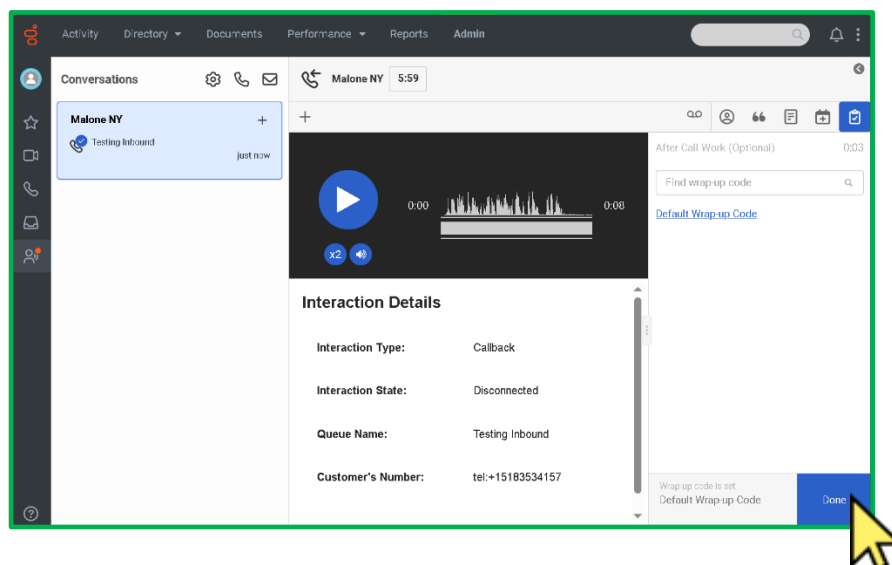 Activity Directory Documents Performance Reports Admin
Conversations
Malone NY 5:59
Malone NY
Testing Inbound
just now
After Call Work (Optional) 0:03
Find wrap-up code
Default Wrap-up Code
0:00 0:08
x2
Interaction Details
Interaction Type: Callback
Interaction State: Disconnected
Queue Name: Testing Inbound
Customer's Number: tel:+15183534157
Wrap-up code is set
Default Wrap-up Code
Done